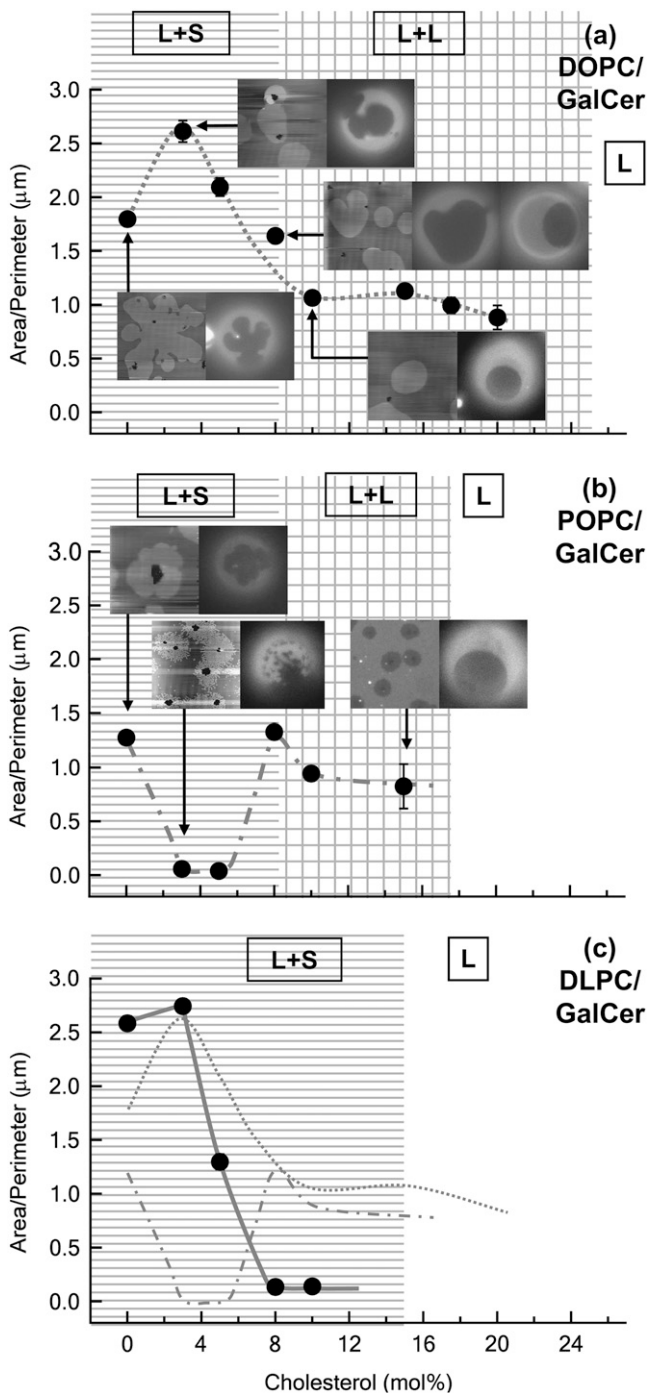 L+S
L+L
(a)
DOPC/
GalCer
L
3.0
2.5
2.0
1.5
1.0
0.5
0.0
Area/Perimeter (μm)
L+S
L+L
L
(b)
POPC/
GalCer
3.0
2.5
2.0
1.5
1.0
0.5
0.0
Area/Perimeter (μm)
L+S
L
(c)
DLPC/
GalCer
3.0
2.5
2.0
1.5
1.0
0.5
0.0
Area/Perimeter (μm)
0 4 8 12 16 20 24
Cholesterol (mol%)